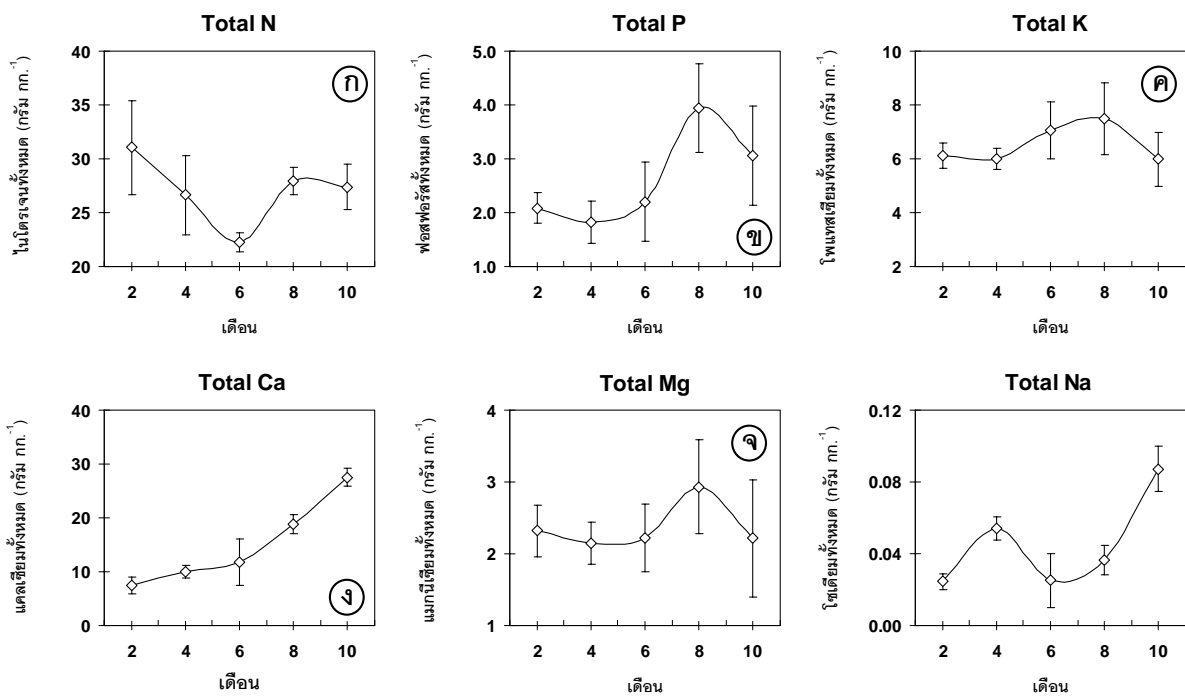 Total N
ไนโตรเจนทั้งหมด (กรัม กก.-1)
40
35
30
25
20
ก
2 4 6 8 10
เดือน
Total P
ฟอสฟอรัสทั้งหมด (กรัม กก.-1)
5.0
4.0
3.0
2.0
1.0
ข
2 4 6 8 10
เดือน
Total K
โพแทสเซียมทั้งหมด (กรัม กก.-1)
10
8
6
4
2
ค
2 4 6 8 10
เดือน
Total Ca
แคลเซียมทั้งหมด (กรัม กก.-1)
40
30
20
10
0
ง
2 4 6 8 10
เดือน
Total Mg
แมกนีเซียมทั้งหมด (กรัม กก.-1)
4
3
2
1
จ
2 4 6 8 10
เดือน
Total Na
โซเดียมทั้งหมด (กรัม กก.-1)
0.12
0.08
0.04
0.00
2 4 6 8 10
เดือน